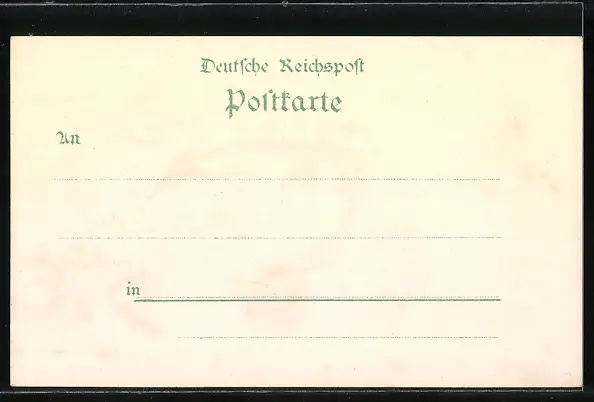 Deutſche Reichspoſt
Poſtkarte
An
in